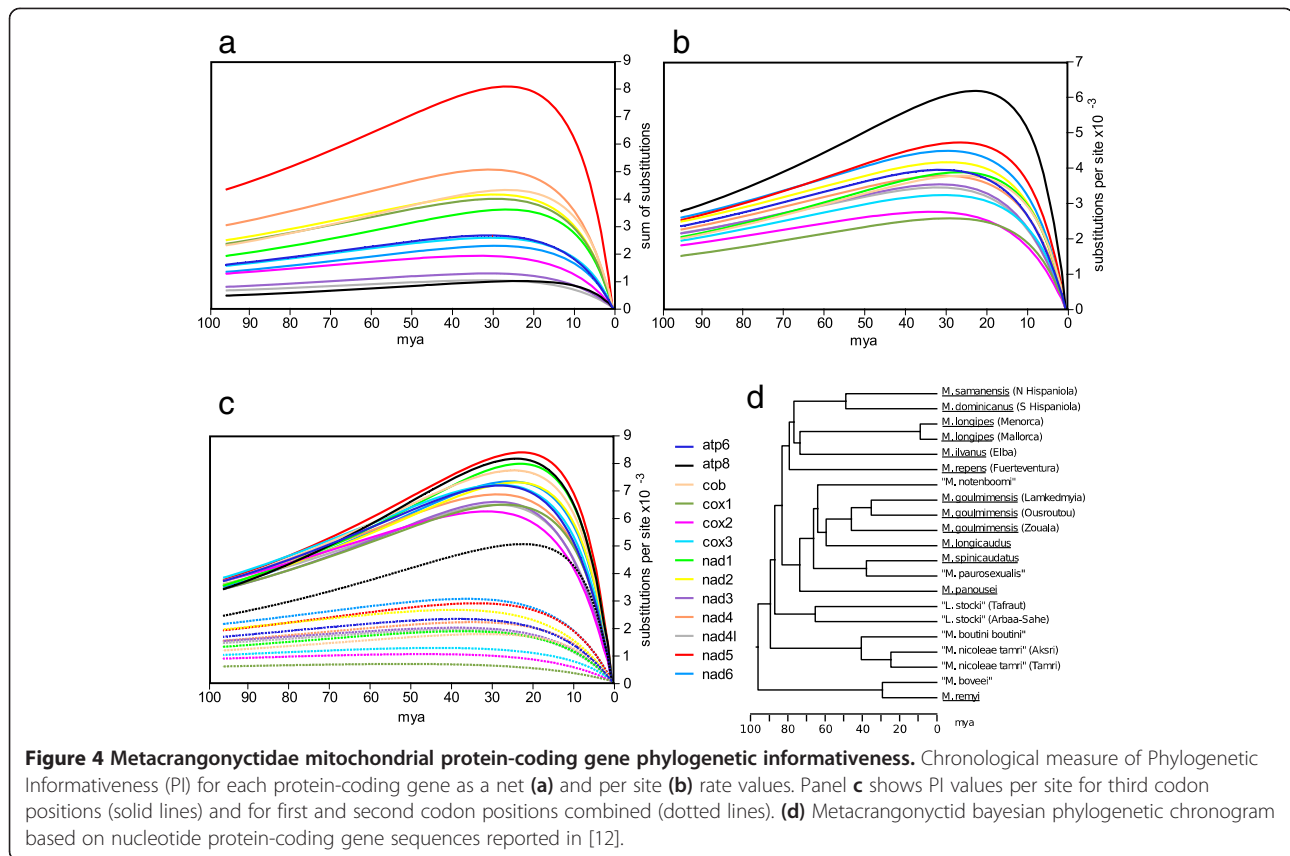 a
9
8
7
6
5
4
3
2
1
0
sum of substitutions
100 90 80 70 60 50 40 30 20 10 0
mya
b
7
6
5
4
3
2
1
0
substitutions per site x10 -3
100 90 80 70 60 50 40 30 20 10 0
mya
c
9
8
7
6
5
4
3
2
1
0
substitutions per site x10 -3
100 90 80 70 60 50 40 30 20 10 0
mya
atp6
atp8
cob
cox1
cox2
cox3
nad1
nad2
nad3
nad4
nad4l
nad5
nad6
d
M. samanensis (N Hispaniola)
M. dominicanus (S Hispaniola)
M. longipes (Menorca)
M. longipes (Mallorca)
M. ilvanus (Elba)
M. repens (Fuerteventura)
"M. notenboomi"
M. goulmimensis (Lamkedmyia)
M. goulmimensis (Ousroutou)
M. goulmimensis (Zouala)
M. longicaudus
M. spinicaudatus
"M. paurosexualis"
M. panousei
"L. stocki" (Tafraut)
"L. stocki" (Arbaa-Sahe)
"M. boutini boutini"
"M. nicoleae tamri" (Aksri)
"M. nicoleae tamri" (Tamri)
"M. boveei"
M. remyi
100 80 60 40 20 0 mya
Figure 4 Metacrangonyctidae mitochondrial protein-coding gene phylogenetic informativeness. Chronological measure of Phylogenetic
Informativeness (PI) for each protein-coding gene as a net (a) and per site (b) rate values. Panel c shows PI values per site for third codon
positions (solid lines) and for first and second codon positions combined (dotted lines). (d) Metacrangonyctid bayesian phylogenetic chronogram
based on nucleotide protein-coding gene sequences reported in [12].